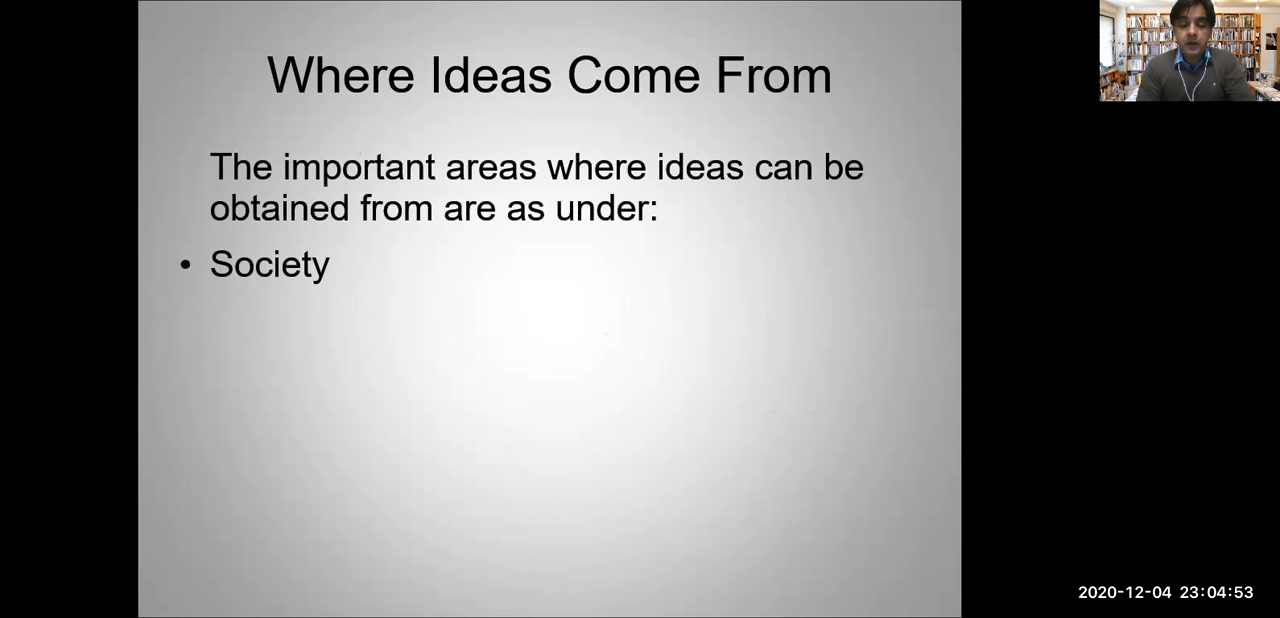 Where Ideas Come From
The important areas where ideas can be
obtained from are as under:
• Society
2020-12-04 23:04:53